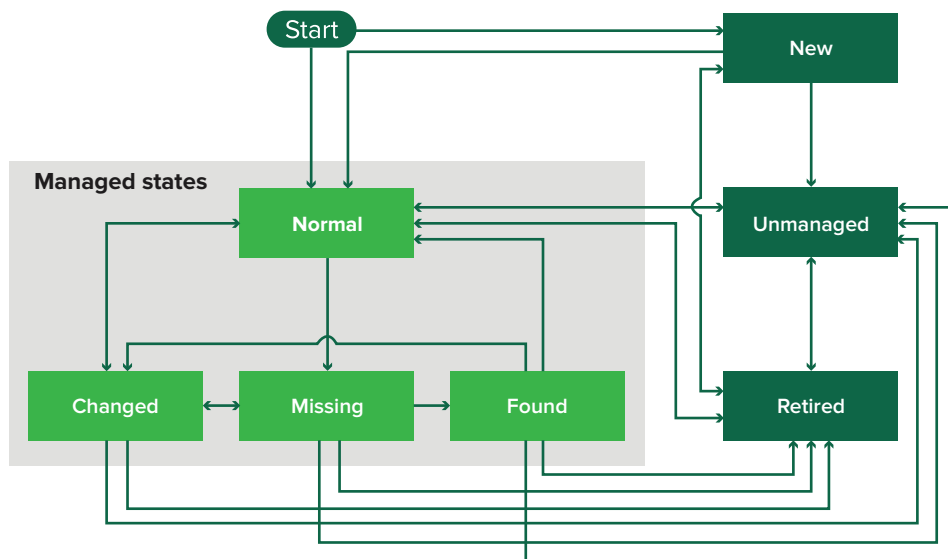 Start
New
Managed states
Normal
Unmanaged
Changed
Missing
Found
Retired